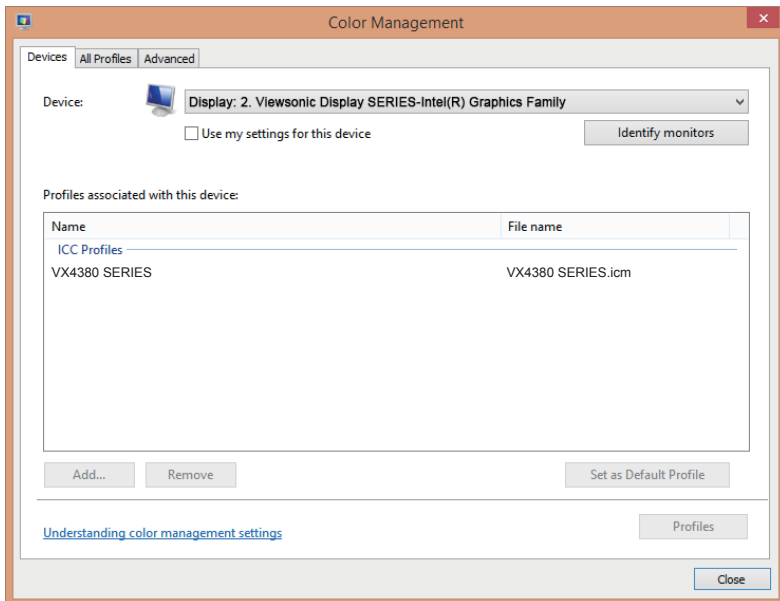 Color Management
Devices All Profiles Advanced
Device: Display: 2. Viewsonic Display SERIES-Intel(R) Graphics Family
Use my settings for this device Identify monitors
Profiles associated with this device:
Name File name
ICC Profiles
VX4380 SERIES VX4380 SERIES.icm
Add... Remove Set as Default Profile
Understanding color management settings Profiles
Close